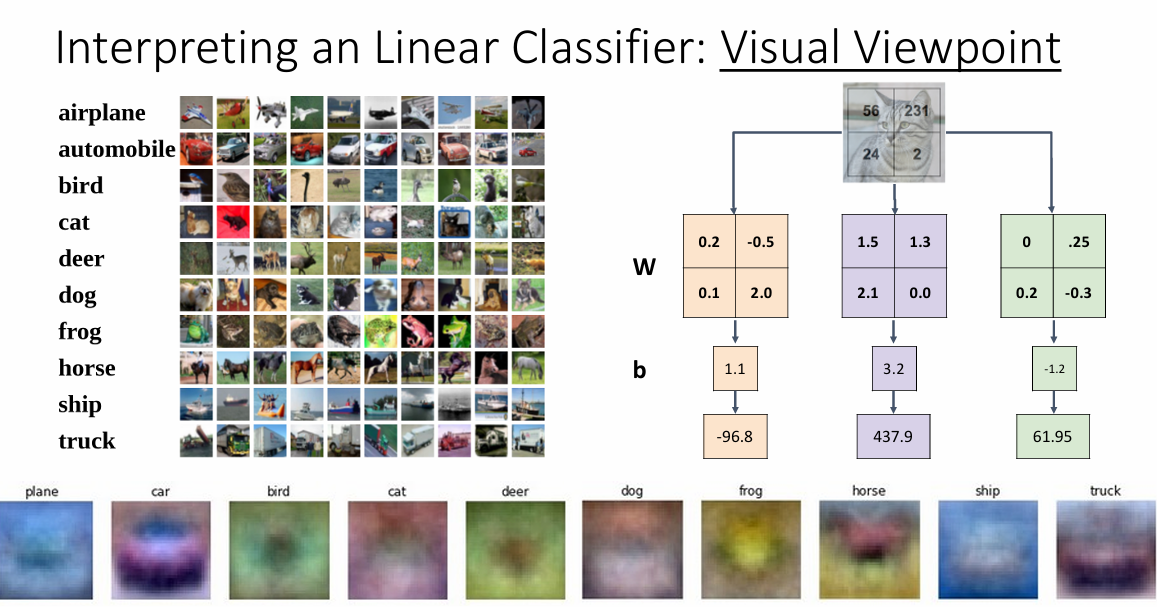 Interpreting an Linear Classifier: Visual Viewpoint
airplane
automobile
bird
cat
deer
dog
frog
horse
ship
truck
56 231
24 2
W
0.2 -0.5
0.1 2.0
1.5 1.3
2.1 0.0
0 .25
0.2 -0.3
b
1.1 3.2 -1.2
-96.8 437.9 61.95
plane car bird cat deer dog frog horse ship truck